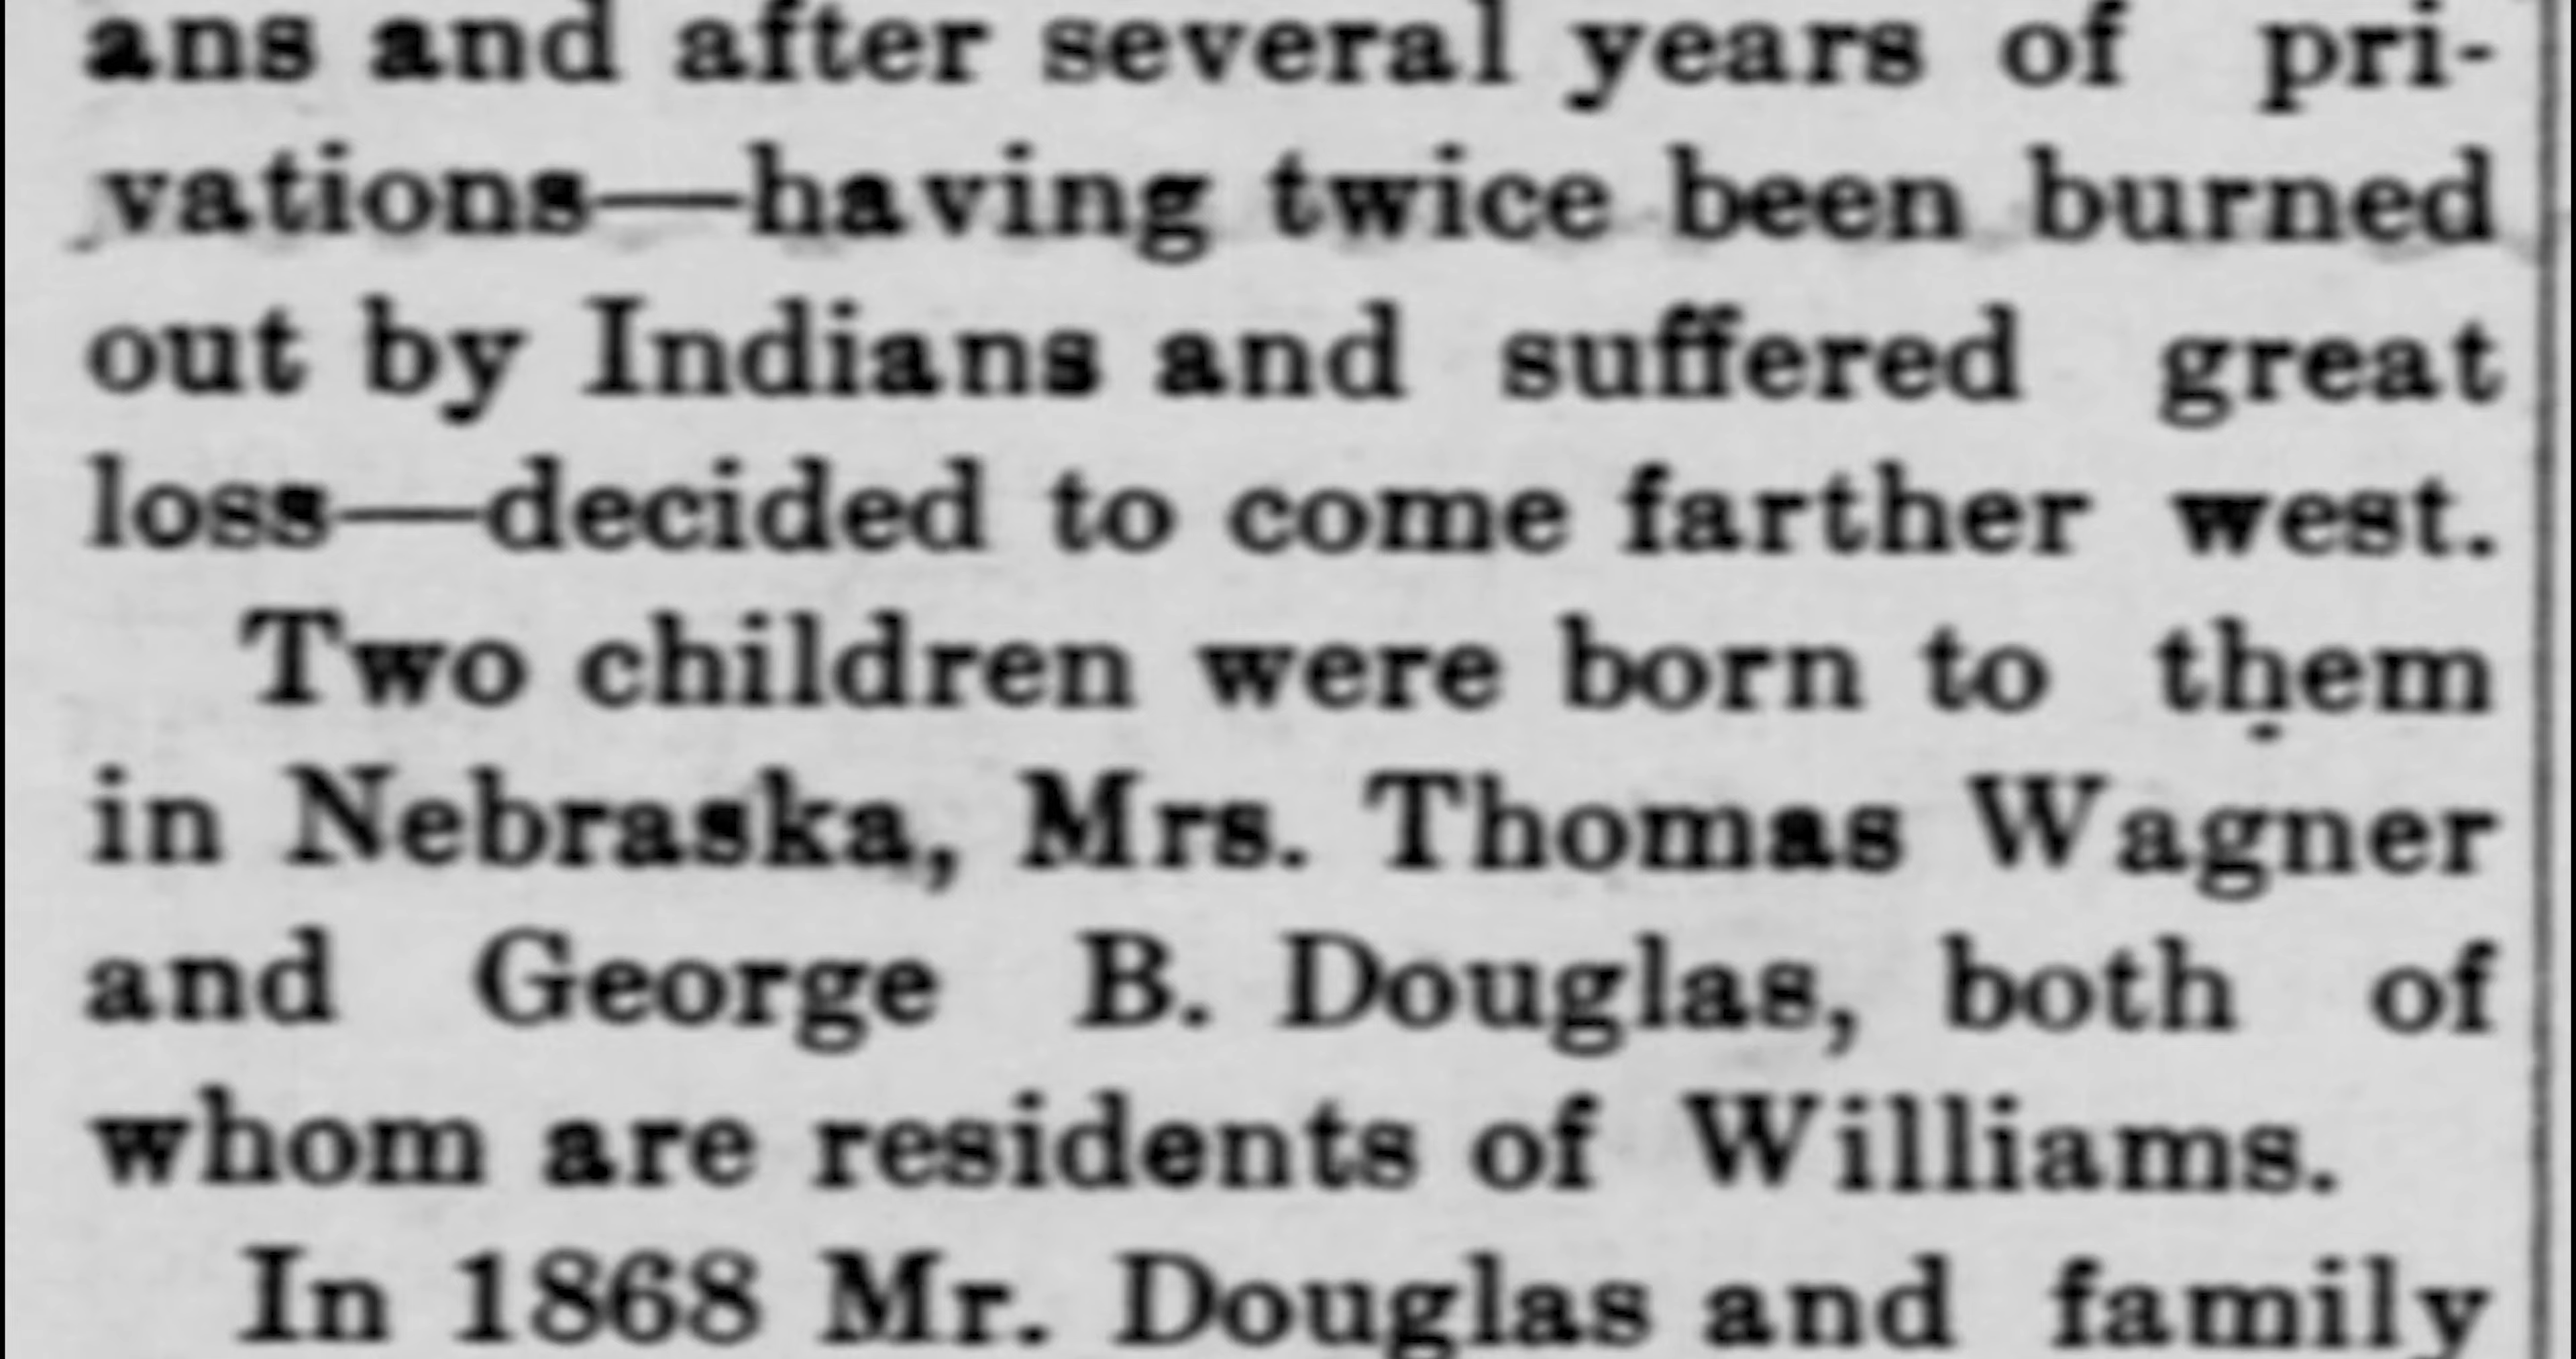 ans and after several years of pri-
vations—having twice been burned
out by Indians and suffered great
loss—decided to come farther west.
Two children were born to them
in Nebraska, Mrs. Thomas Wagner
and George B. Douglas, both of
whom are residents of Williams.
In 1868 Mr. Douglas and family